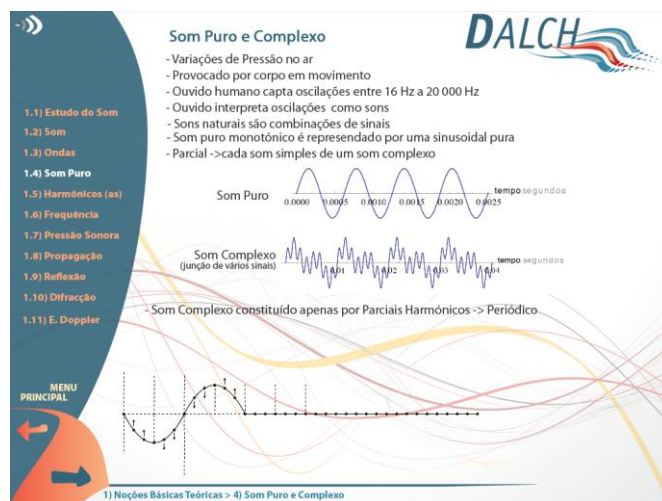 DALCH
Som Puro e Complexo
- Variações de Pressão no ar
- Provocado por corpo em movimento
- Ouvido humano capta oscilações entre 16 Hz a 20 000 Hz
- Ouvido interpreta oscilações como sons
- Sons naturais são combinações de sinais
- Som puro monotónico é represendado por uma sinusoidal pura
- Parcial ->cada som simples de um som complexo
1.1) Estudo do Som
1.2) Som
1.3) Ondas
1.4) Som Puro
1.5) Harmónicos (as)
1.6) Frequência
1.7) Pressão Sonora
1.8) Propagação
1.9) Reflexão
1.10) Difracção
1.11) E. Doppler
Som Puro
0.0000 0.0005 0.0010 0.0015 0.0020 0.0025
tempo segundos
Som Complexo
(junção de vários sinais)
0.01 0.02 0.03 0.04
tempo segundos
- Som Complexo constituído apenas por Parciais Harmónicos -> Periódico
MENU
PRINCIPAL
1) Noções Básicas Teóricas > 4) Som Puro e Complexo